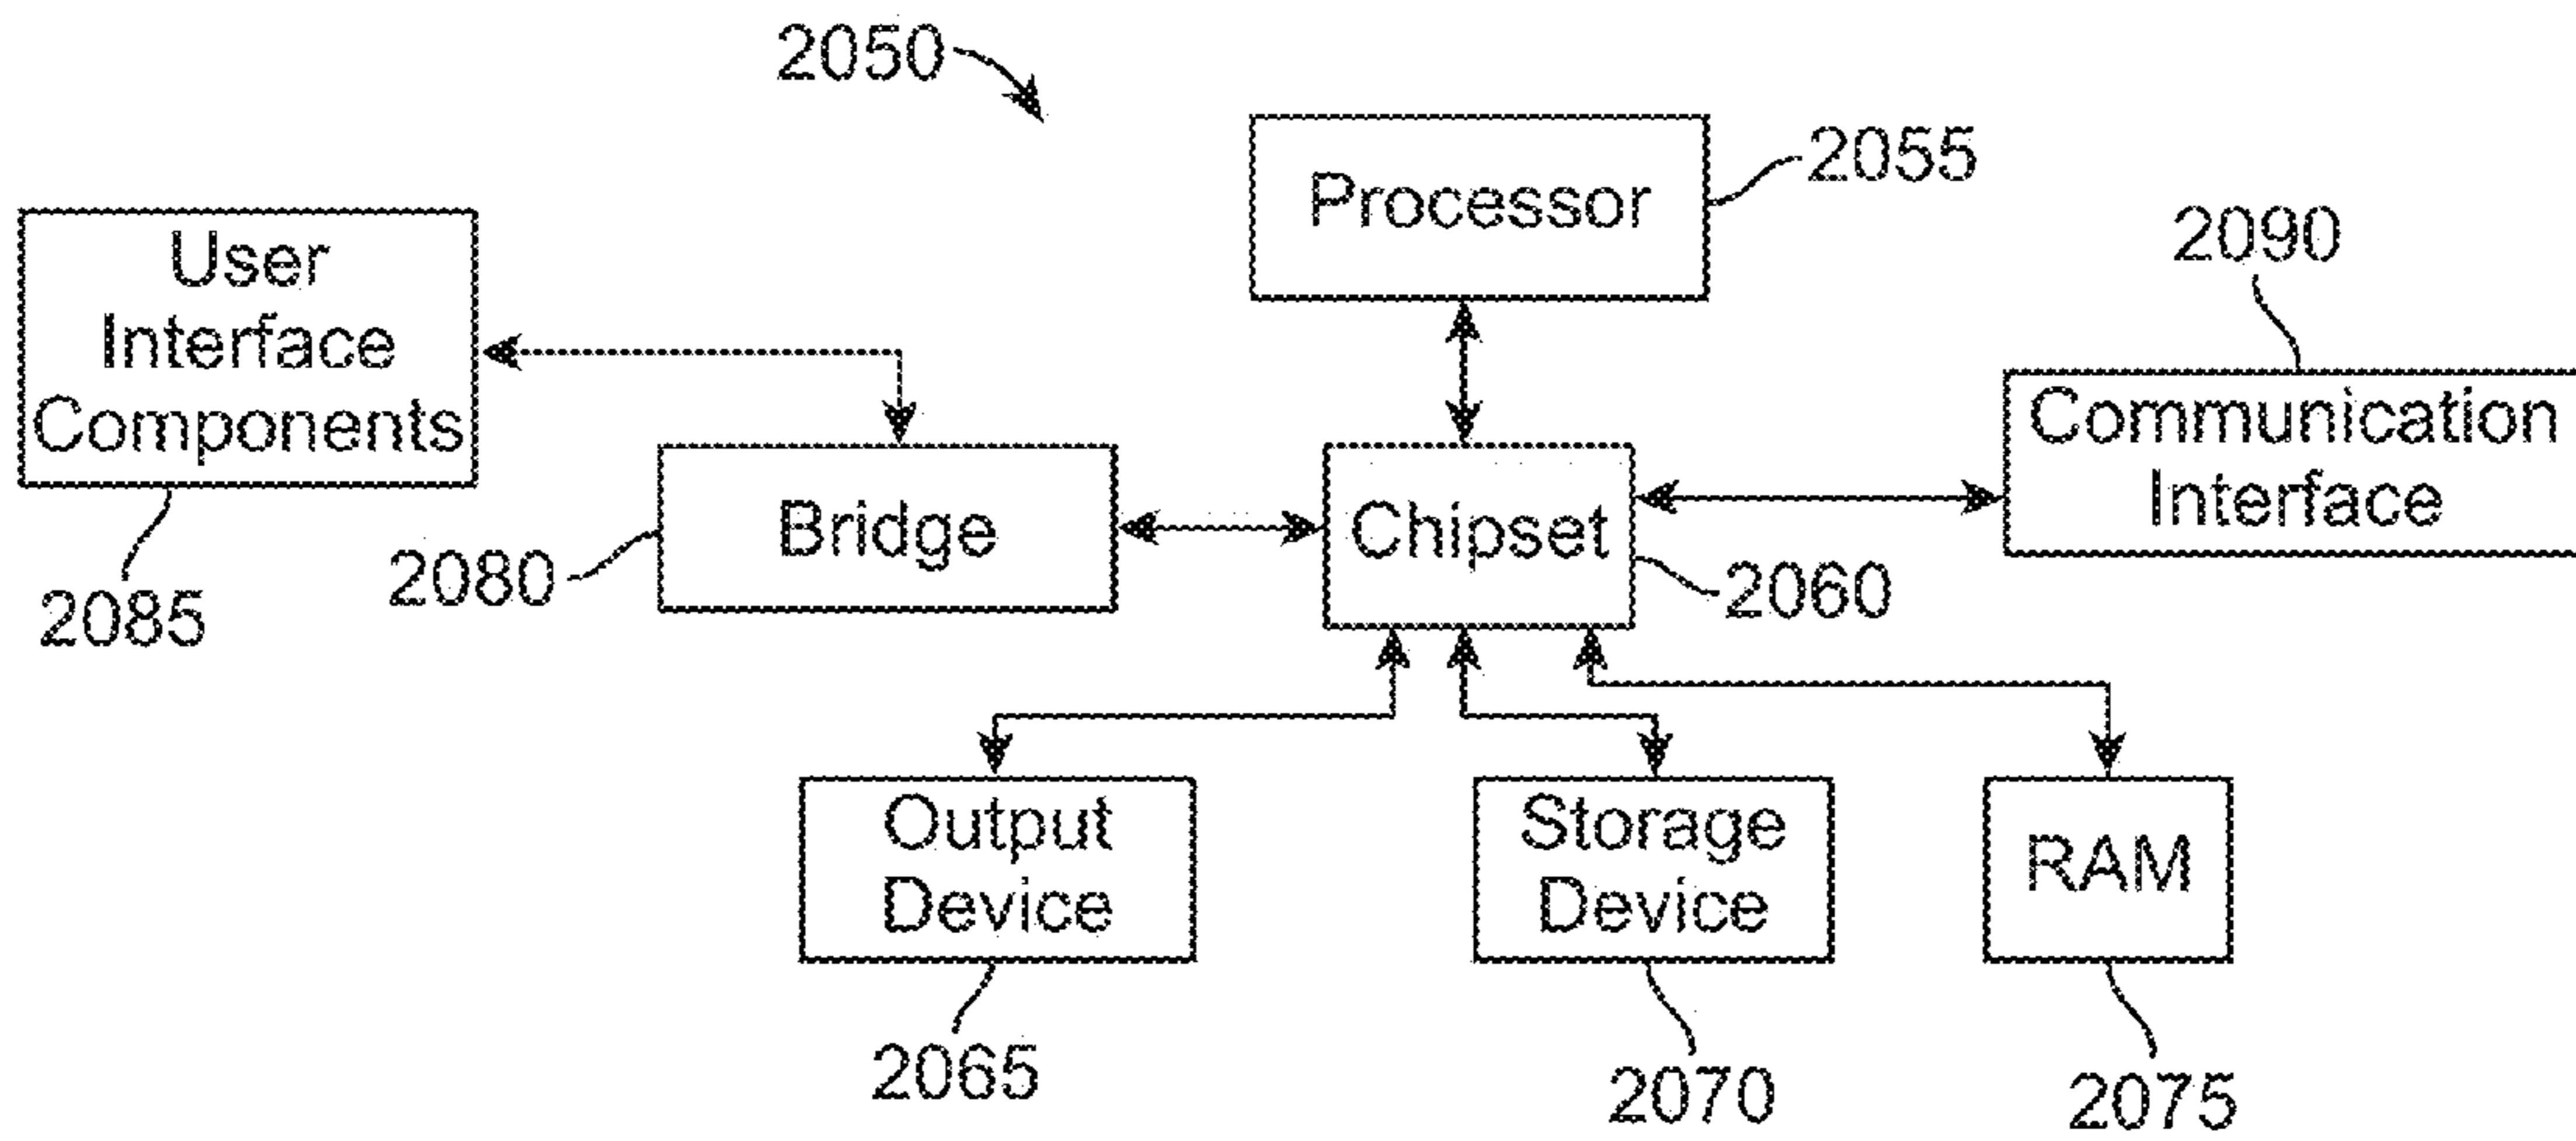 2050
Processor
2055
User
Interface
Components
2085
2090
Communication
Interface
Bridge
2080
Chipset
2060
Output
Device
2065
Storage
Device
2070
RAM
2075